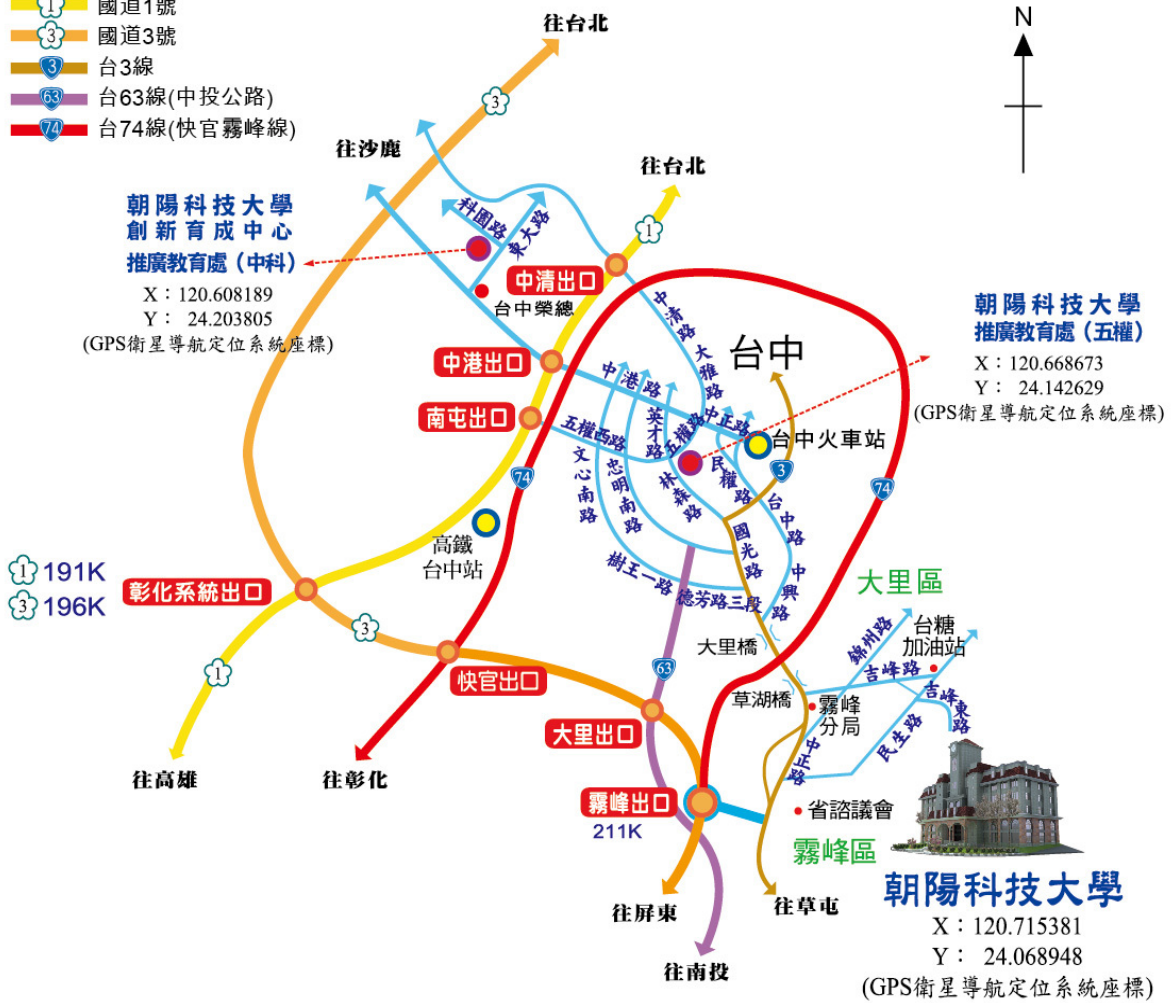 1 國道1號
3 國道3號
3 台3線
63 台63線(中投公路)
74 台74線(快官霧峰線)
往台北
3
N
往沙鹿
往台北
1
朝陽科技大學
創新育成中心
推廣教育處(中科)
X:120.608189
Y: 24.203805
(GPS衛星導航定位系統座標)
科園路
東大路
中清出口
台中榮總
中清路
大雅路
台中
朝陽科技大學
推廣教育處(五權)
X:120.668673
Y: 24.142629
(GPS衛星導航定位系統座標)
中港出口
中港路
南屯出口
英才路
五權路
中正路
台中火車站
五權西路
文心南路
忠明南路
林森路
民權路
3
74
74
台中路
高鐵
台中站
國光路
中興路
樹王一路
德芳路三段
大里區
1 191K
3 196K
彰化系統出口
3
1
快官出口
63
大里橋
錦州路
台糖
加油站
吉峰路
吉峰東路
草湖橋
霧峰
分局
民生路
中正路
大里出口
往高雄
往彰化
霧峰出口
211K
省諮議會
霧峰區
往屏東
往草屯
往南投
朝陽科技大學
X:120.715381
Y: 24.068948
(GPS衛星導航定位系統座標)